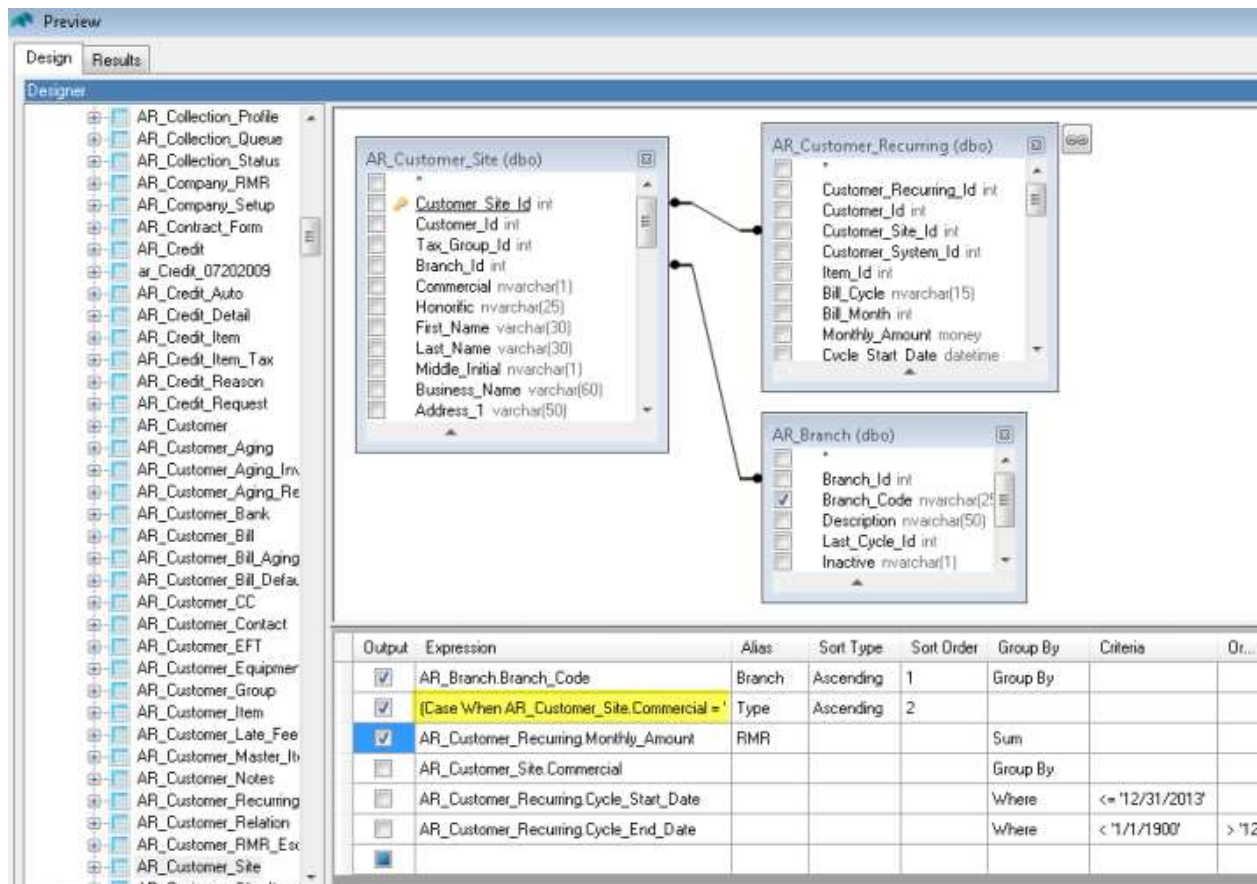 Preview
Design Results
Designer
AR_Collection_Profile
AR_Collection_Queue
AR_Collection_Status
AR_Company_RMR
AR_Company_Setup
AR_Contract_Form
AR_Credit
ar_Credit_07202009
AR_Credit_Auto
AR_Credit_Detail
AR_Credit_Item
AR_Credit_Item_Tax
AR_Credit_Reason
AR_Credit_Request
AR_Customer
AR_Customer_Aging
AR_Customer_Aging_Inv
AR_Customer_Aging_Re
AR_Customer_Bank
AR_Customer_Bill
AR_Customer_Bill_Aging
AR_Customer_Bill_Defau
AR_Customer_CC
AR_Customer_Contact
AR_Customer_EFT
AR_Customer_Equipmer
AR_Customer_Group
AR_Customer_Item
AR_Customer_Late_Fee
AR_Customer_Master_Ite
AR_Customer_Notes
AR_Customer_Recurring
AR_Customer_Relation
AR_Customer_RMR_Esc
AR_Customer_Site
AR_Customer_Site (dbo)
*
Customer_Site_Id int
Customer_Id int
Tax_Group_Id int
Branch_Id int
Commercial nvarchar(1)
Honorific nvarchar(25)
First_Name varchar(30)
Last_Name varchar(30)
Middle_Initial nvarchar(1)
Business_Name varchar(60)
Address_1 varchar(50)
AR_Customer_Recurring (dbo)
*
Customer_Recurring_Id int
Customer_Id int
Customer_Site_Id int
Customer_System_Id int
Item_Id int
Bill_Cycle nvarchar(15)
Bill_Month int
Monthly_Amount money
Cycle_Start_Date datetime
AR_Branch (dbo)
*
Branch_Id int
Branch_Code nvarchar(25
Description nvarchar(50)
Last_Cycle_Id int
Inactive nvarchar(1)
Output Expression Alias Sort Type Sort Order Group By Criteria Or...
AR_Branch.Branch_Code Branch Ascending 1 Group By
(Case When AR_Customer_Site.Commercial = ' Type Ascending 2
AR_Customer_Recurring.Monthly_Amount RMR Sum
AR_Customer_Site.Commercial Group By
AR_Customer_Recurring.Cycle_Start_Date Where <= '12/31/2013'
AR_Customer_Recurring.Cycle_End_Date Where < '1/1/1900' > '12